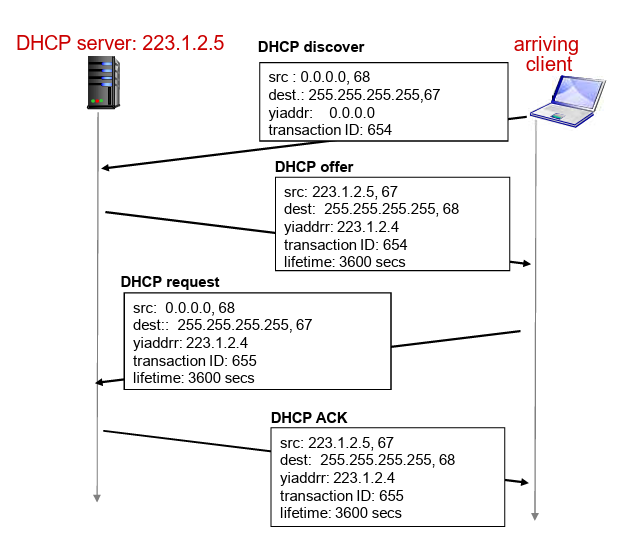 DHCP server: 223.1.2.5
arriving
client
DHCP discover
src : 0.0.0.0, 68
dest.: 255.255.255.255,67
yiaddr: 0.0.0.0
transaction ID: 654
DHCP offer
src: 223.1.2.5, 67
dest: 255.255.255.255, 68
yiaddrr: 223.1.2.4
transaction ID: 654
lifetime: 3600 secs
DHCP request
src: 0.0.0.0, 68
dest:: 255.255.255.255, 67
yiaddrr: 223.1.2.4
transaction ID: 655
lifetime: 3600 secs
DHCP ACK
src: 223.1.2.5, 67
dest: 255.255.255.255, 68
yiaddrr: 223.1.2.4
transaction ID: 655
lifetime: 3600 secs